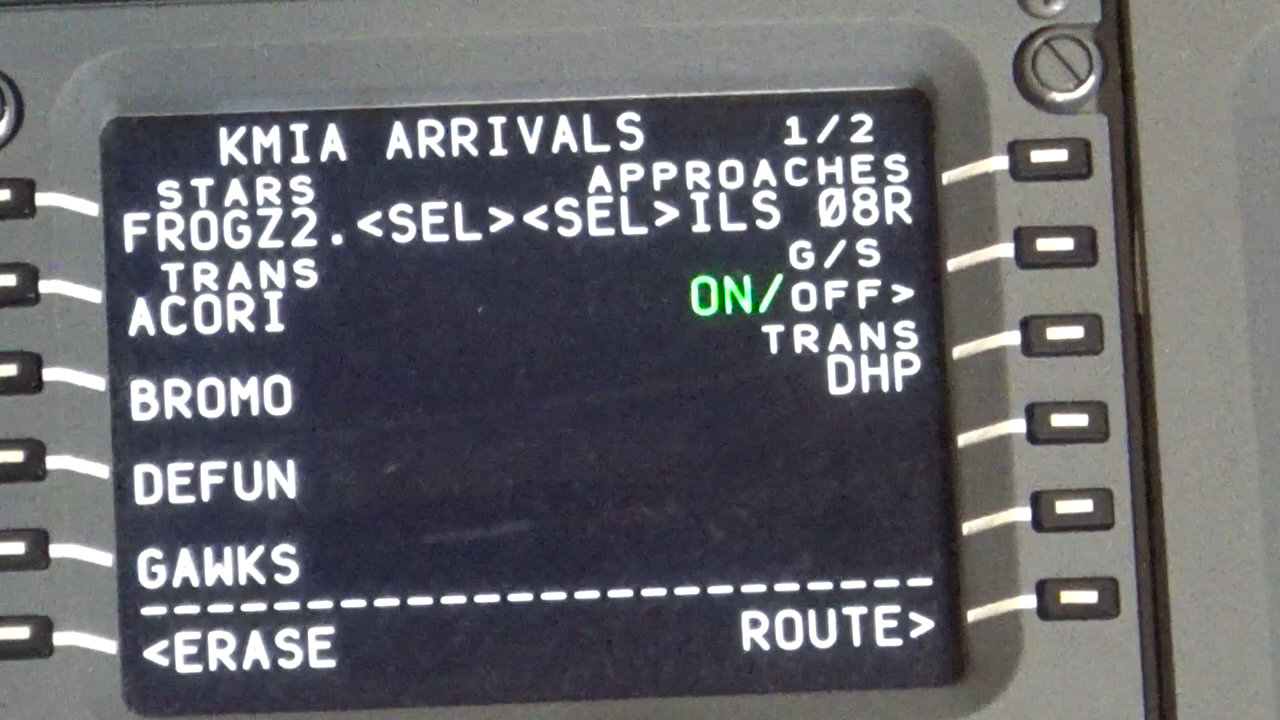 KMIA ARRIVALS 1/2
STARS APPROACHES
FROGZ2.<SEL><SEL>ILS Ø8R
TRANS G/S
ACORI ON/OFF>
TRANS
BROMO DHP
DEFUN
GAWKS
------------------------
<ERASE ROUTE>